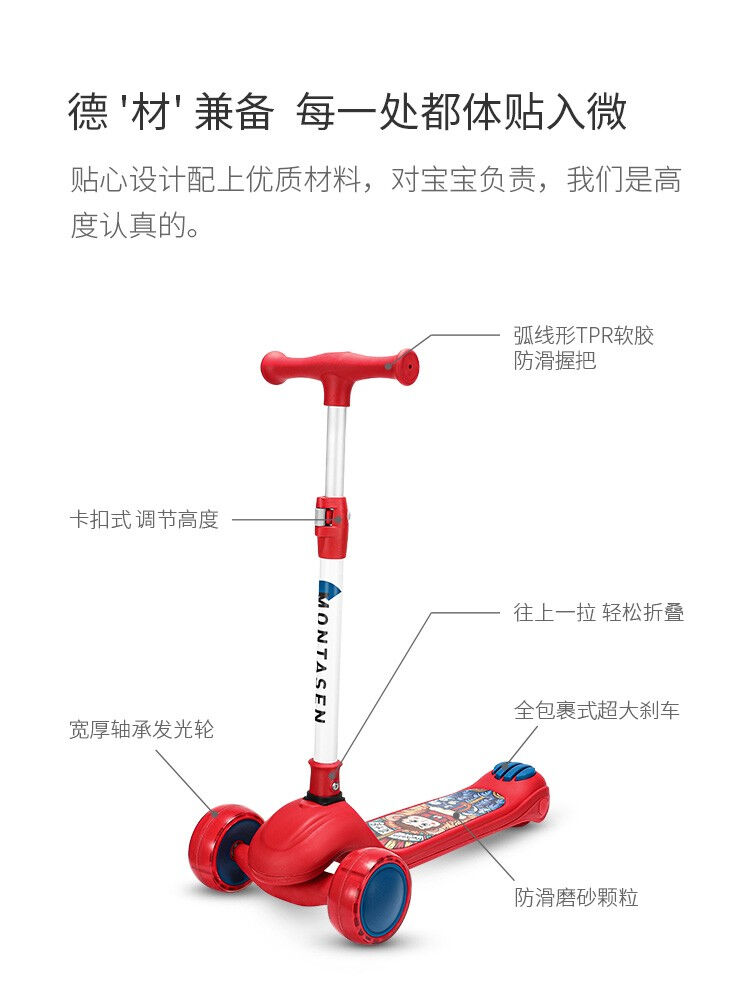 德 '材' 兼备 每一处都体贴入微
贴心设计配上优质材料，对宝宝负责，我们是高
度认真的。
弧线形TPR软胶
防滑握把
卡扣式 调节高度
往上一拉 轻松折叠
MONTASEN
全包裹式超大刹车
宽厚轴承发光轮
防滑磨砂颗粒